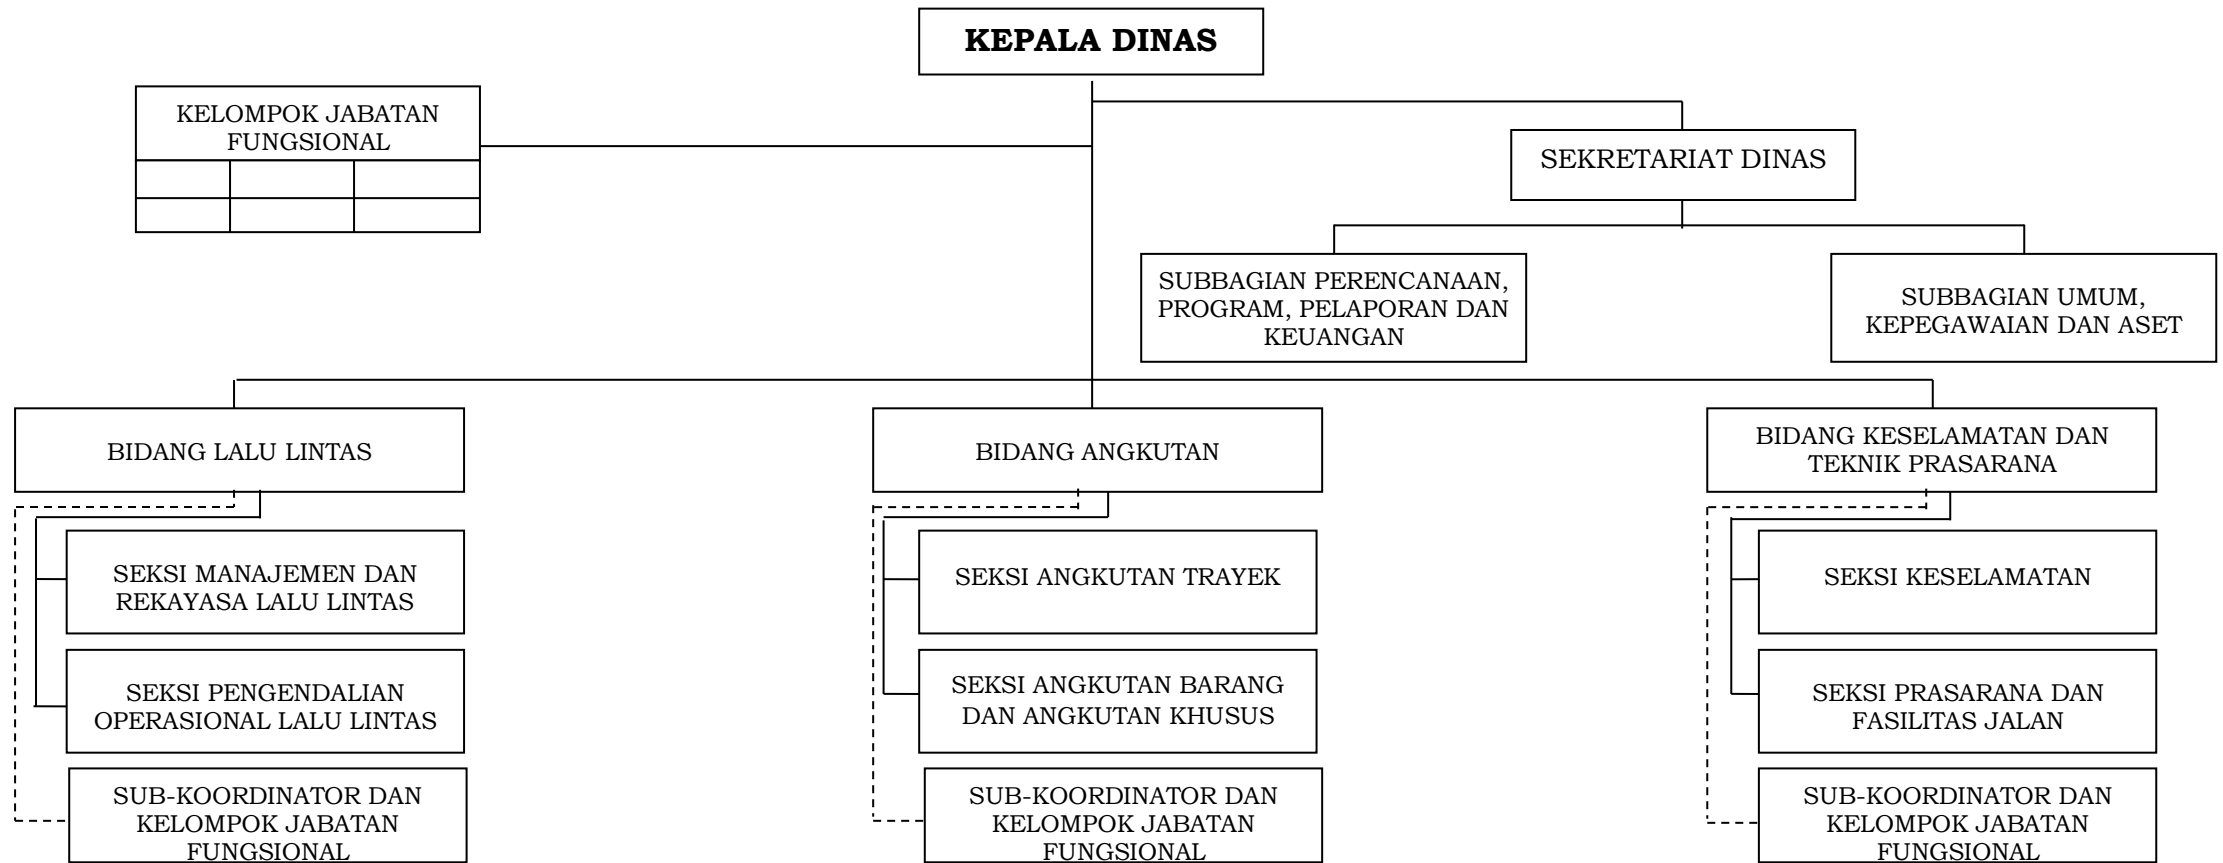 KEPALA DINAS
KELOMPOK JABATAN
FUNGSIONAL
SEKRETARIAT DINAS
SUBBAGIAN PERENCANAAN,
PROGRAM, PELAPORAN DAN
KEUANGAN
SUBBAGIAN UMUM,
KEPEGAWAIAN DAN ASET
BIDANG LALU LINTAS
BIDANG ANGKUTAN
BIDANG KESELAMATAN DAN
TEKNIK PRASARANA
SEKSI MANAJEMEN DAN
REKAYASA LALU LINTAS
SEKSI ANGKUTAN TRAYEK
SEKSI KESELAMATAN
SEKSI PENGENDALIAN
OPERASIONAL LALU LINTAS
SEKSI ANGKUTAN BARANG
DAN ANGKUTAN KHUSUS
SEKSI PRASARANA DAN
FASILITAS JALAN
SUB-KOORDINATOR DAN
KELOMPOK JABATAN
FUNGSIONAL
SUB-KOORDINATOR DAN
KELOMPOK JABATAN
FUNGSIONAL
SUB-KOORDINATOR DAN
KELOMPOK JABATAN
FUNGSIONAL